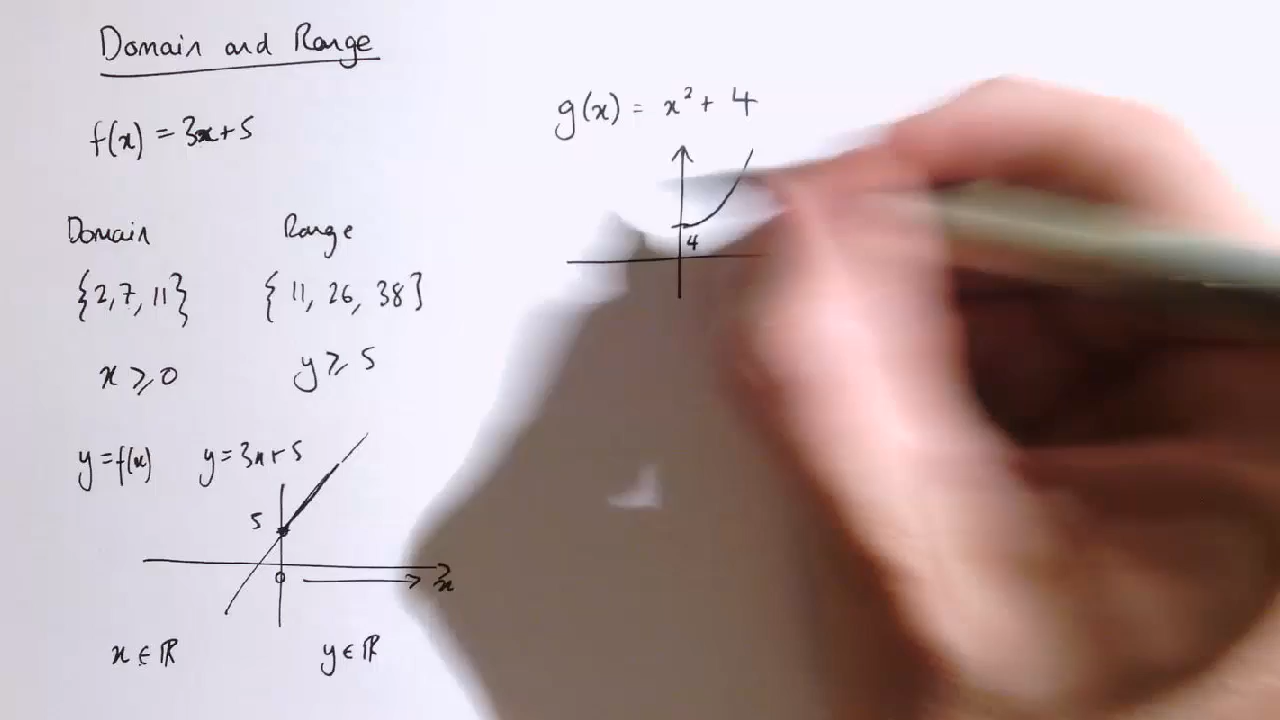 Domain and Range
f(x) = 3x+5
Domain Range
{2,7,11} { 11, 26, 38}
x ⩾ 0 y ⩾ 5
y=f(x) y=3x+5
5
0 x
x ∈ ℝ y ∈ ℝ
g(x) = x² + 4
4